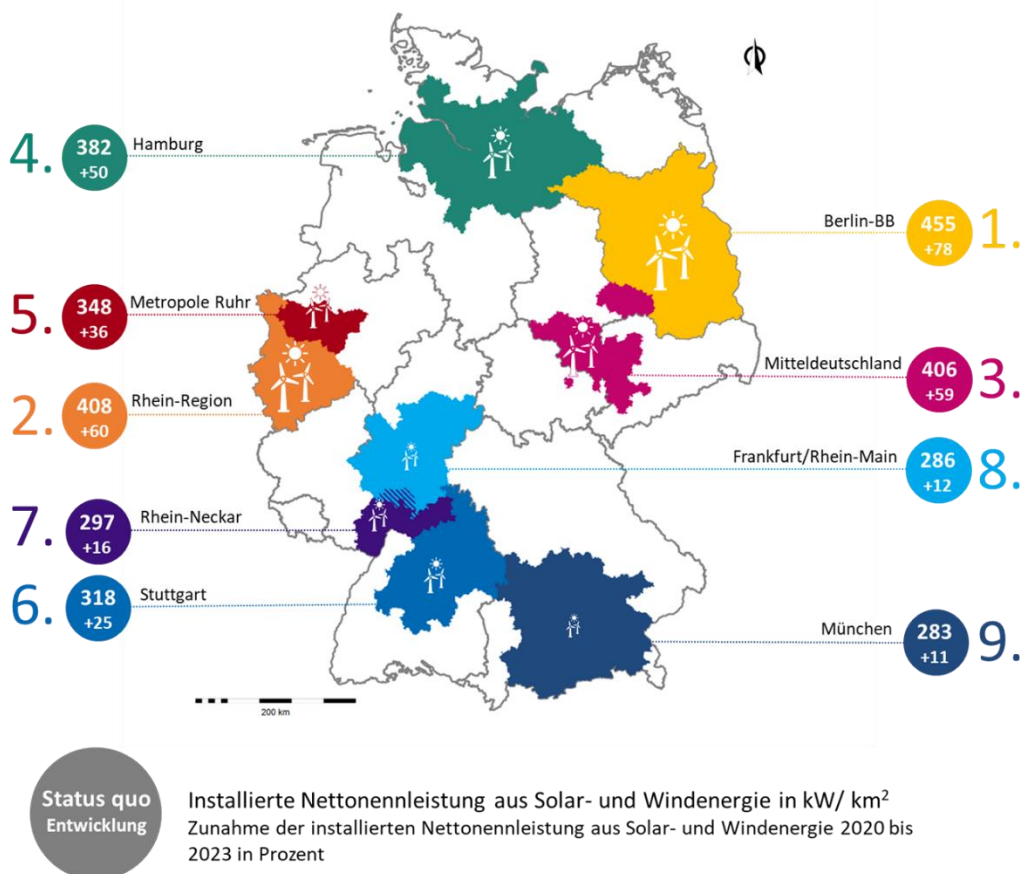 4.
382
+50
Hamburg
Berlin-BB
455
+78
1.
5.
348
+36
Metropole Ruhr
Mitteldeutschland
406
+59
3.
2.
408
+60
Rhein-Region
Frankfurt/Rhein-Main
286
+12
8.
7.
297
+16
Rhein-Neckar
6.
318
+25
Stuttgart
München
283
+11
9.
200 km
Status quo
Entwicklung
Installierte Nettonennleistung aus Solar- und Windenergie in kW/ km²
Zunahme der installierten Nettonennleistung aus Solar- und Windenergie 2020 bis
2023 in Prozent